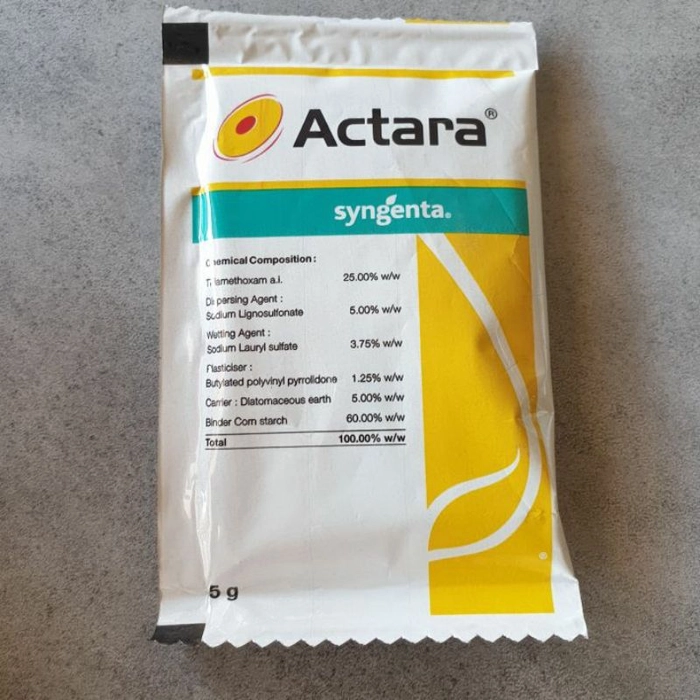 Actara®
syngenta.
Chemical Composition:
Thiamethoxam a.i. 25.00% w/w
Dispersing Agent :
Sodium Lignosulfonate 5.00% w/w
Wetting Agent :
Sodium Lauryl sulfate 3.75% w/w
Plasticiser :
Butylated polyvinyl pyrrolidone 1.25% w/w
Carrier : Diatomaceous earth 5.00% w/w
Binder Corn starch 60.00% w/w
Total 100.00% w/w
5 g